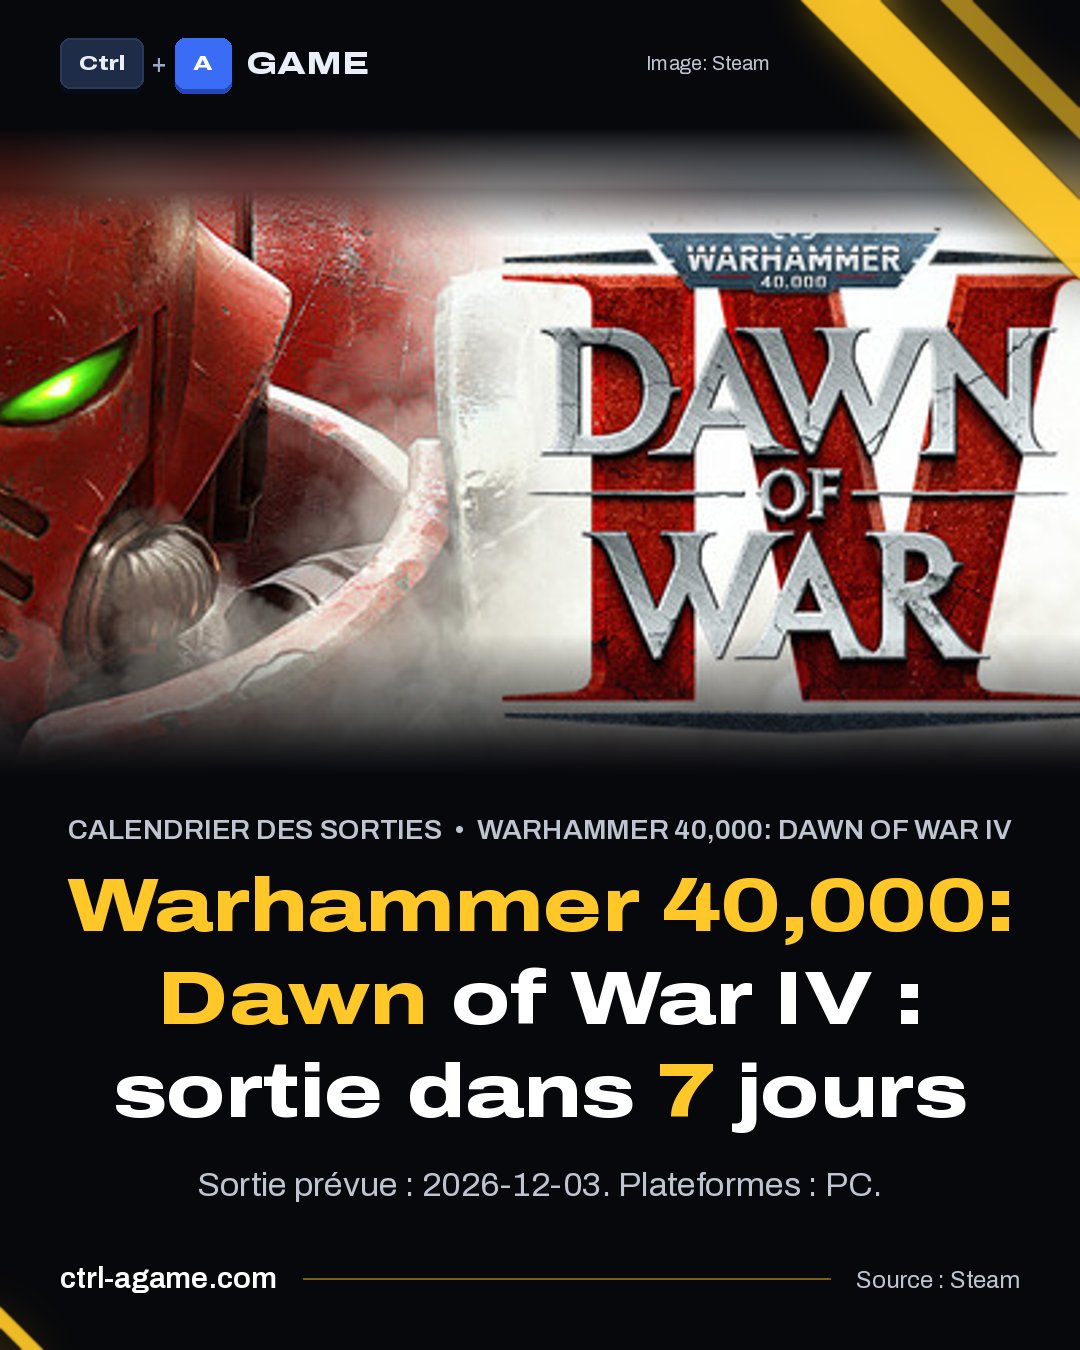 Ctrl + A GAME
Image: Steam
WARHAMMER
40,000
DAWN
OF
WAR
IV
CALENDRIER DES SORTIES • WARHAMMER 40,000: DAWN OF WAR IV
Warhammer 40,000:
Dawn of War IV :
sortie dans 7 jours
Sortie prévue : 2026-12-03. Plateformes : PC.
ctrl-agame.com
Source : Steam